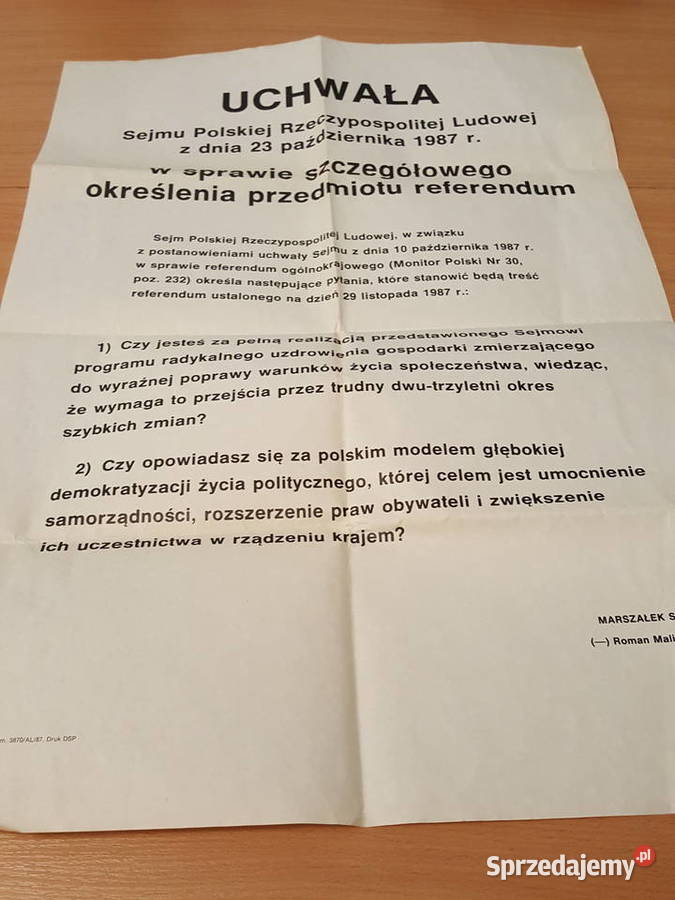 UCHWAŁA
Sejmu Polskiej Rzeczypospolitej Ludowej
z dnia 23 października 1987 r.
w sprawie szczegółowego
określenia przedmiotu referendum
Sejm Polskiej Rzeczypospolitej Ludowej, w związku
z postanowieniami uchwały Sejmu z dnia 10 października 1987 r.
w sprawie referendum ogólnokrajowego (Monitor Polski Nr 30,
poz. 232) określa następujące pytania, które stanowić będą treść
referendum ustalonego na dzień 29 listopada 1987 r.:
1) Czy jesteś za pełną realizacją przedstawionego Sejmowi
programu radykalnego uzdrowienia gospodarki zmierzającego
do wyraźnej poprawy warunków życia społeczeństwa, wiedząc,
że wymaga to przejścia przez trudny dwu-trzyletni okres
szybkich zmian?
2) Czy opowiadasz się za polskim modelem głębokiej
demokratyzacji życia politycznego, której celem jest umocnienie
samorządności, rozszerzenie praw obywateli i zwiększenie
ich uczestnictwa w rządzeniu krajem?
MARSZAŁEK S
(—) Roman Mali
m. 3870/AL/87, Druk DSP
Sprzedajemy.pl